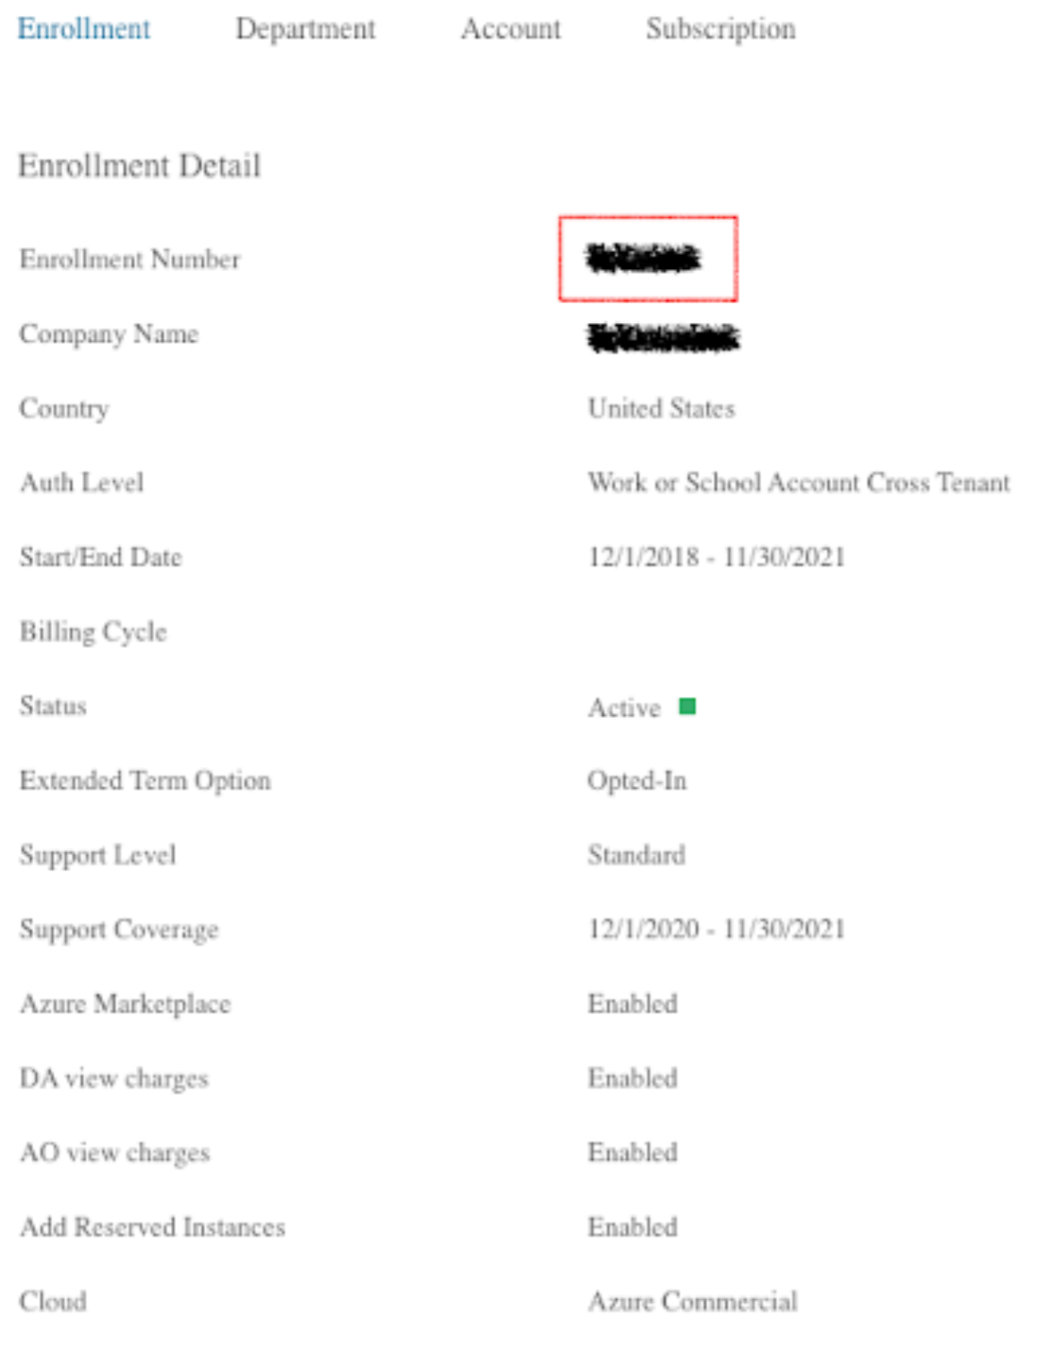 Enrollment Department Account Subscription
Enrollment Detail
Enrollment Number
Company Name
Country United States
Auth Level Work or School Account Cross Tenant
Start/End Date 12/1/2018 - 11/30/2021
Billing Cycle
Status Active
Extended Term Option Opted-In
Support Level Standard
Support Coverage 12/1/2020 - 11/30/2021
Azure Marketplace Enabled
DA view charges Enabled
AO view charges Enabled
Add Reserved Instances Enabled
Cloud Azure Commercial